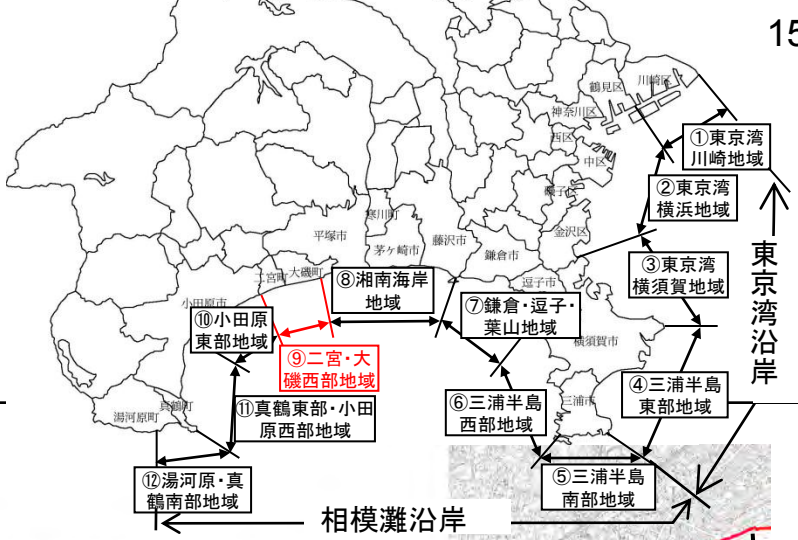 15
鶴見区
川崎区
神奈川区
西区
中区
磯子区
金沢区
①東京湾
川崎地域
②東京湾
横浜地域
③東京湾
横須賀地域
東京湾沿岸
寒川町
平塚市
茅ヶ崎市
藤沢市
鎌倉市
逗子市
二宮町
大磯町
小田原市
横須賀市
三浦市
真鶴町
湯河原町
⑧湘南海岸
地域
⑦鎌倉・逗子・
葉山地域
⑩小田原
東部地域
⑨二宮・大
磯西部地域
④三浦半島
東部地域
⑪真鶴東部・小田
原西部地域
⑥三浦半島
西部地域
⑫湯河原・真
鶴南部地域
⑤三浦半島
南部地域
相模灘沿岸